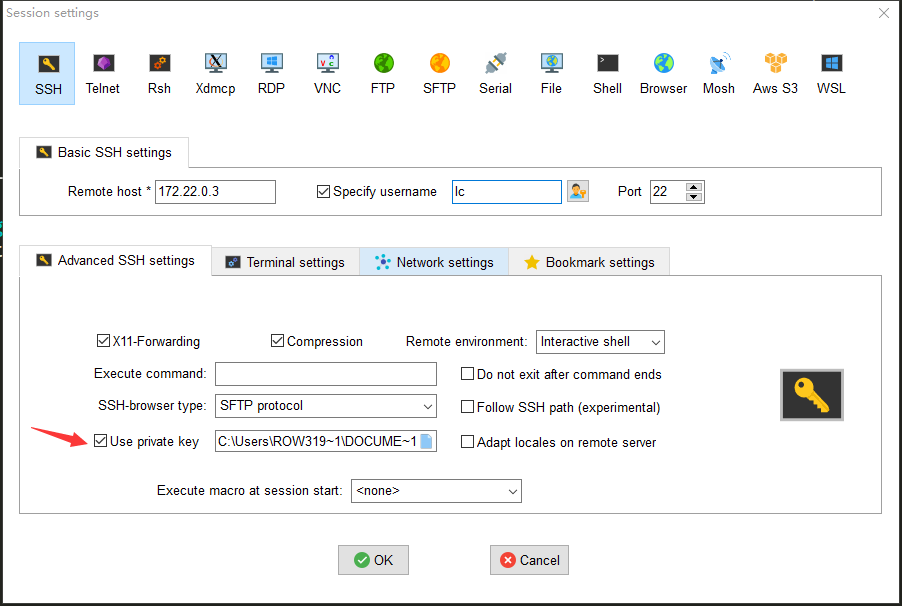 Session settings
SSH Telnet Rsh Xdmcp RDP VNC FTP SFTP Serial File Shell Browser Mosh Aws S3 WSL
Basic SSH settings
Remote host * 172.22.0.3 Specify username lc Port 22
Advanced SSH settings Terminal settings Network settings Bookmark settings
X11-Forwarding Compression Remote environment: Interactive shell
Execute command: Do not exit after command ends
SSH-browser type: SFTP protocol Follow SSH path (experimental)
Use private key C:\Users\ROW319~1\DOCUME~1 Adapt locales on remote server
Execute macro at session start: <none>
OK Cancel